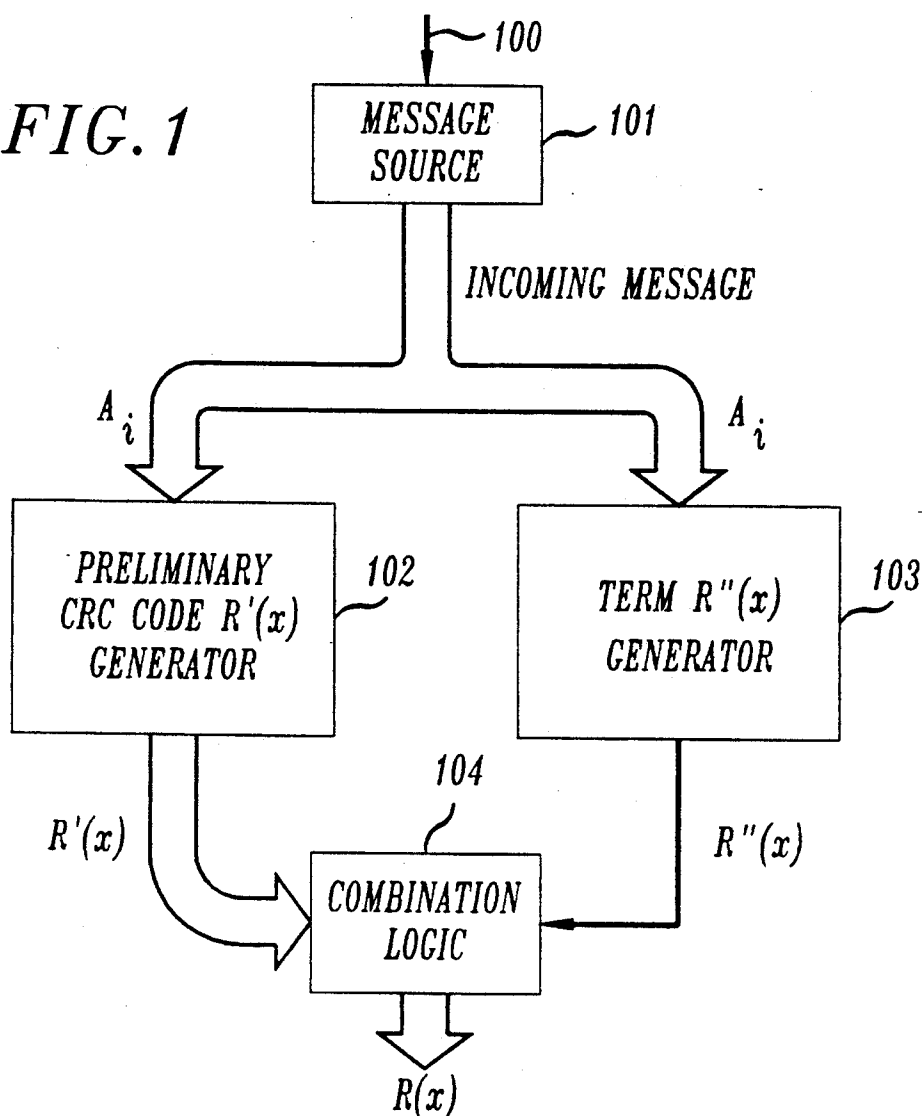 FIG. 1
100
MESSAGE
SOURCE
101
INCOMING MESSAGE
A i
A i
PRELIMINARY
CRC CODE R'(x)
GENERATOR
102
TERM R"(x)
GENERATOR
103
104
R'(x)
COMBINATION
LOGIC
R"(x)
R(x)